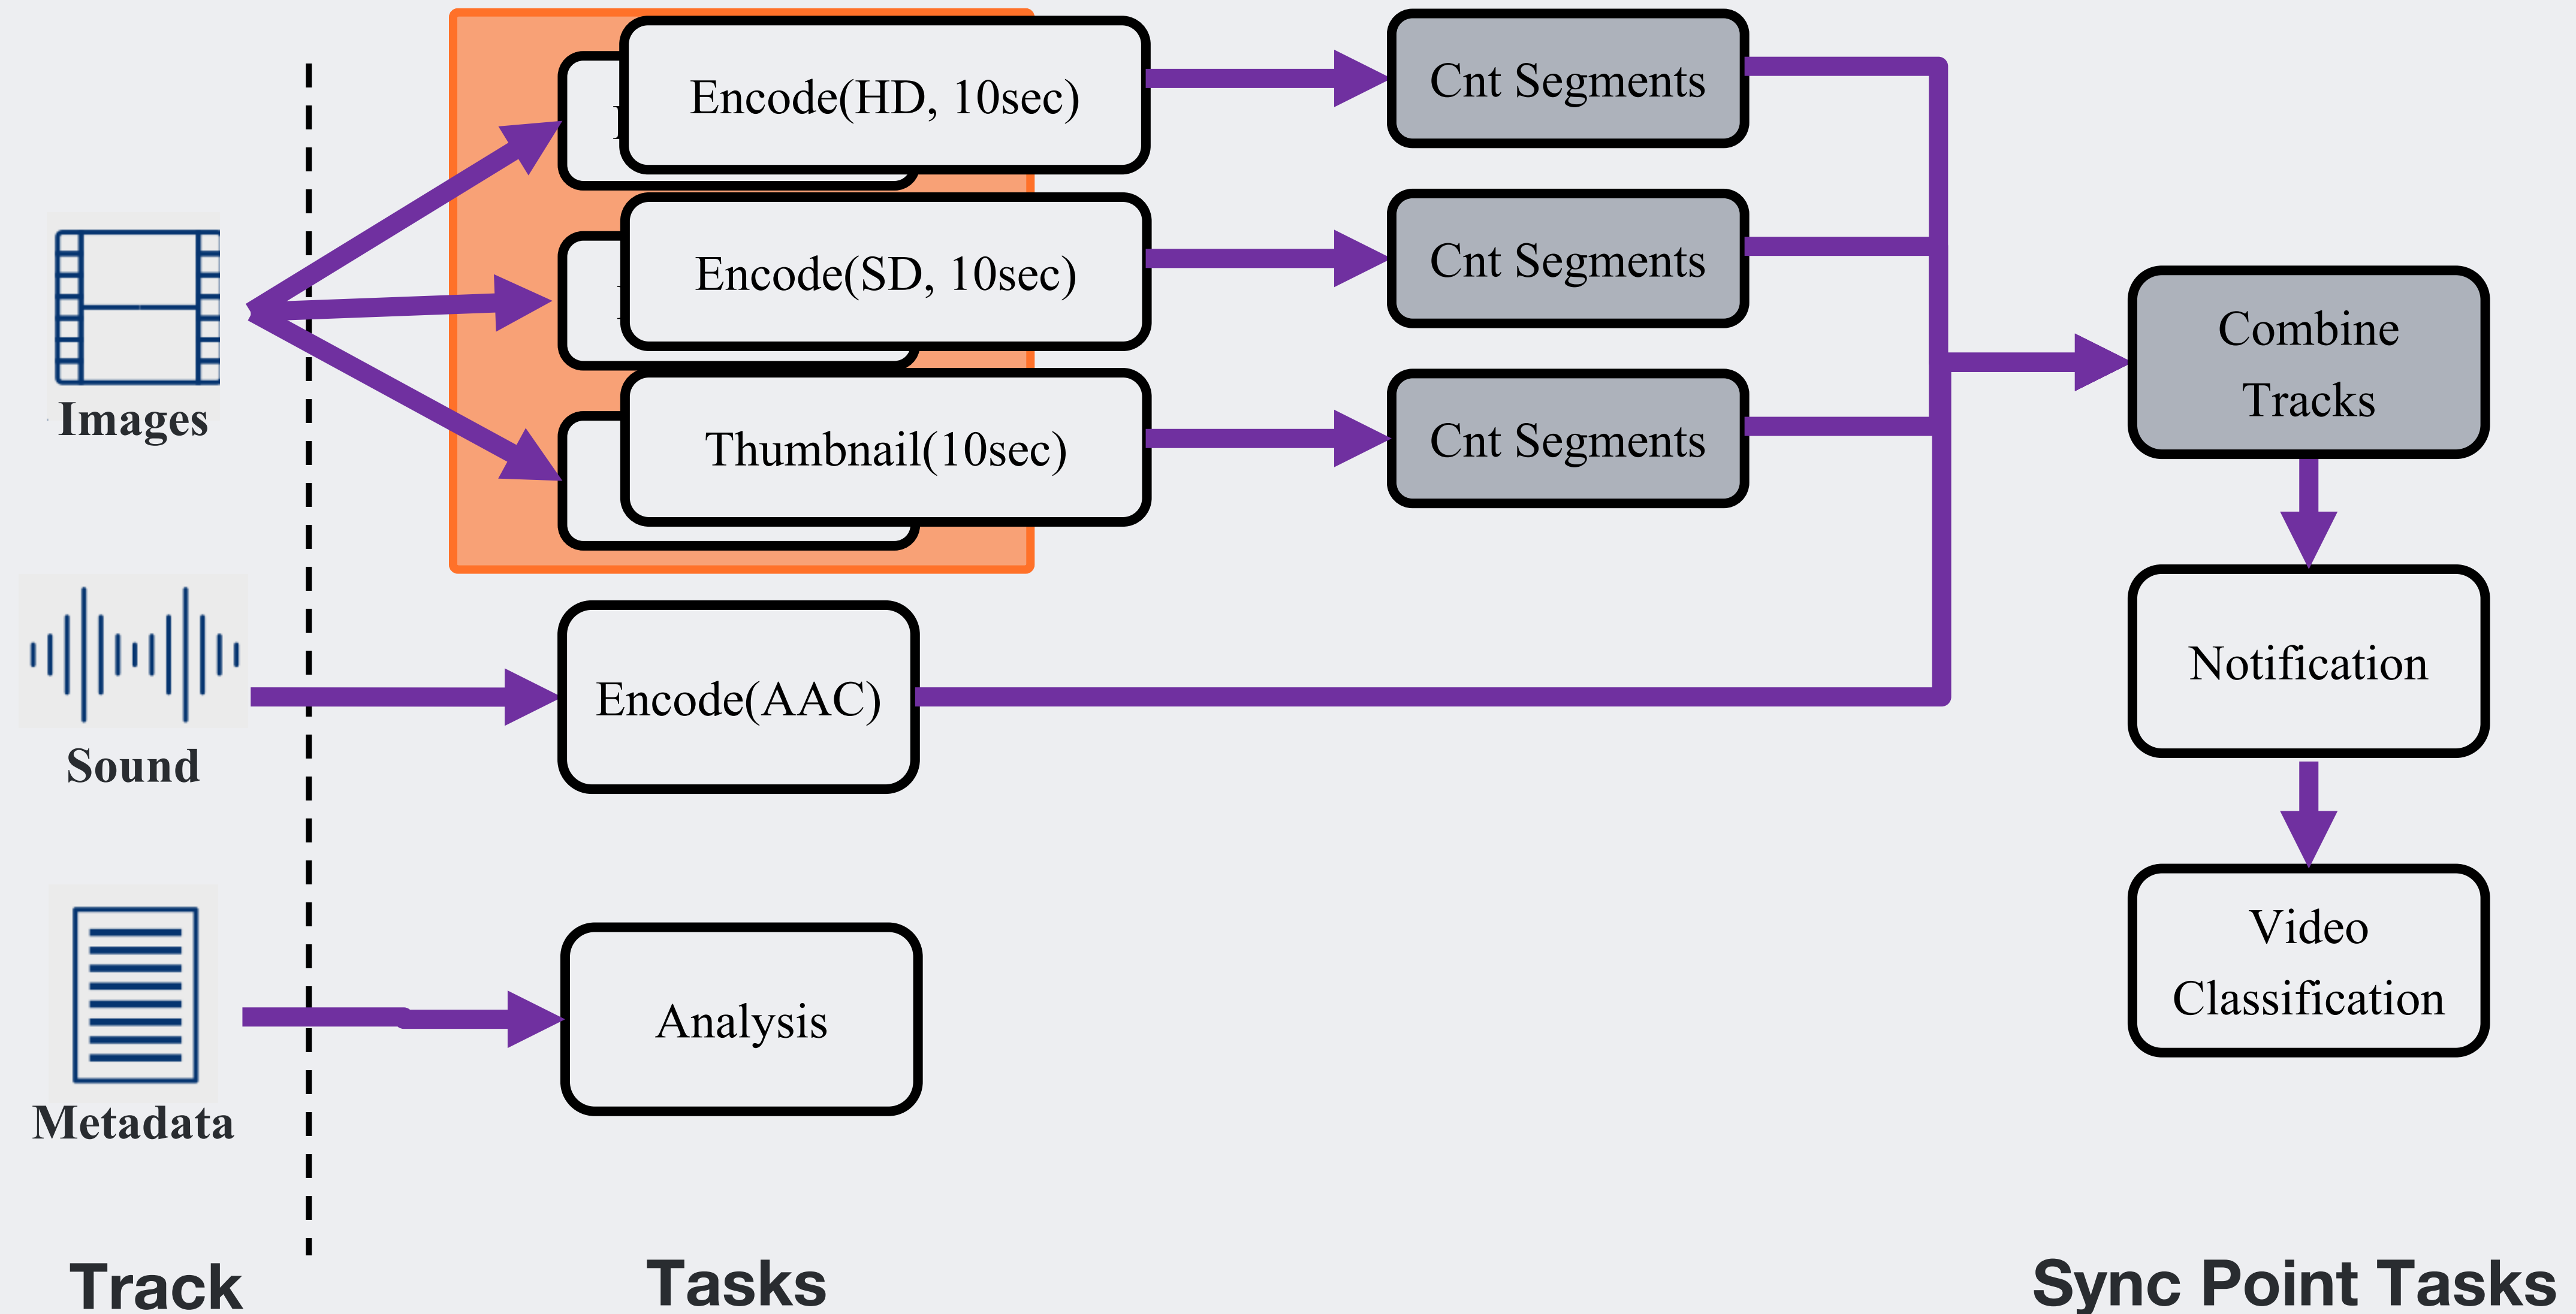 Encode(HD, 10sec)
Cnt Segments
Encode(SD, 10sec)
Cnt Segments
Combine
Tracks
Images
Thumbnail(10sec)
Cnt Segments
Notification
Sound
Encode(AAC)
Video
Classification
Metadata
Analysis
Track
Tasks
Sync Point Tasks